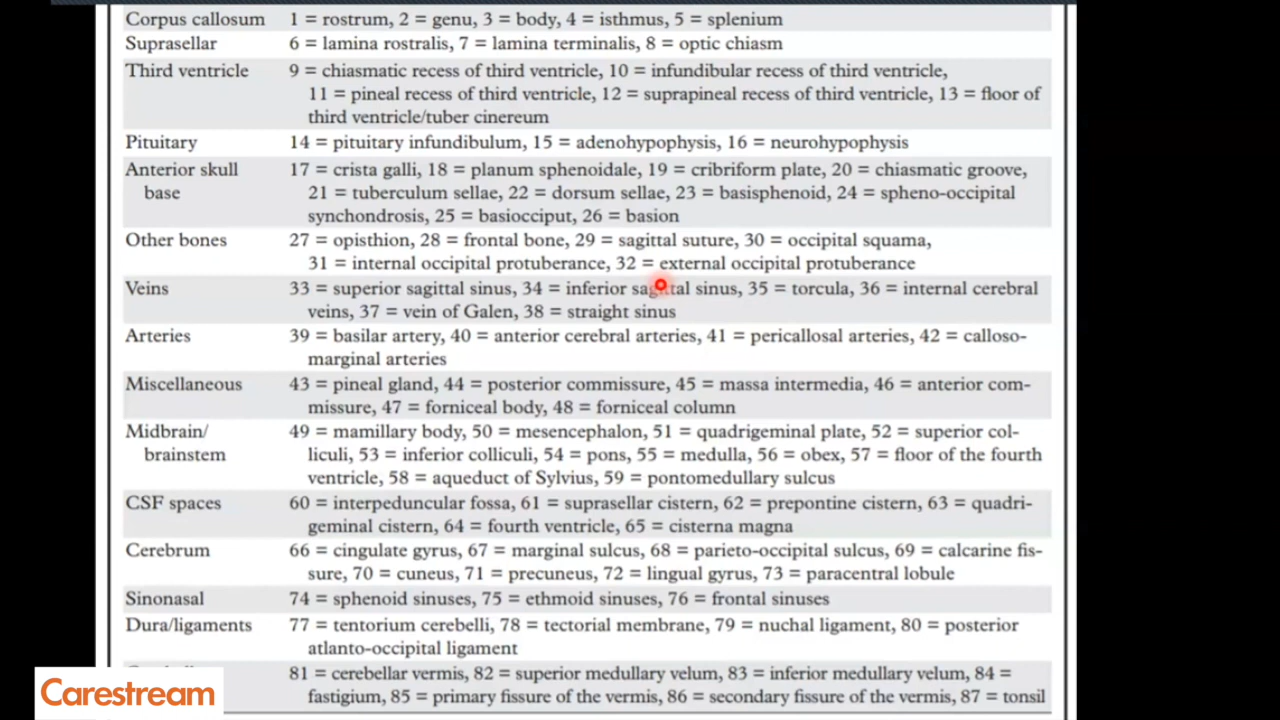 Corpus callosum 1 = rostrum, 2 = genu, 3 = body, 4 = isthmus, 5 = splenium
Suprasellar 6 = lamina rostralis, 7 = lamina terminalis, 8 = optic chiasm
Third ventricle 9 = chiasmatic recess of third ventricle, 10 = infundibular recess of third ventricle,
11 = pineal recess of third ventricle, 12 = suprapineal recess of third ventricle, 13 = floor of
third ventricle/tuber cinereum
Pituitary 14 = pituitary infundibulum, 15 = adenohypophysis, 16 = neurohypophysis
Anterior skull 17 = crista galli, 18 = planum sphenoidale, 19 = cribriform plate, 20 = chiasmatic groove,
base 21 = tuberculum sellae, 22 = dorsum sellae, 23 = basisphenoid, 24 = spheno-occipital
synchondrosis, 25 = basiocciput, 26 = basion
Other bones 27 = opisthion, 28 = frontal bone, 29 = sagittal suture, 30 = occipital squama,
31 = internal occipital protuberance, 32 = external occipital protuberance
Veins 33 = superior sagittal sinus, 34 = inferior sagittal sinus, 35 = torcula, 36 = internal cerebral
veins, 37 = vein of Galen, 38 = straight sinus
Arteries 39 = basilar artery, 40 = anterior cerebral arteries, 41 = pericallosal arteries, 42 = calloso-
marginal arteries
Miscellaneous 43 = pineal gland, 44 = posterior commissure, 45 = massa intermedia, 46 = anterior com-
missure, 47 = forniceal body, 48 = forniceal column
Midbrain/ 49 = mamillary body, 50 = mesencephalon, 51 = quadrigeminal plate, 52 = superior col-
brainstem liculi, 53 = inferior colliculi, 54 = pons, 55 = medulla, 56 = obex, 57 = floor of the fourth
ventricle, 58 = aqueduct of Sylvius, 59 = pontomedullary sulcus
CSF spaces 60 = interpeduncular fossa, 61 = suprasellar cistern, 62 = prepontine cistern, 63 = quadri-
geminal cistern, 64 = fourth ventricle, 65 = cisterna magna
Cerebrum 66 = cingulate gyrus, 67 = marginal sulcus, 68 = parieto-occipital sulcus, 69 = calcarine fis-
sure, 70 = cuneus, 71 = precuneus, 72 = lingual gyrus, 73 = paracentral lobule
Sinonasal 74 = sphenoid sinuses, 75 = ethmoid sinuses, 76 = frontal sinuses
Dura/ligaments 77 = tentorium cerebelli, 78 = tectorial membrane, 79 = nuchal ligament, 80 = posterior
atlanto-occipital ligament
81 = cerebellar vermis, 82 = superior medullary velum, 83 = inferior medullary velum, 84 =
fastigium, 85 = primary fissure of the vermis, 86 = secondary fissure of the vermis, 87 = tonsil
Carestream